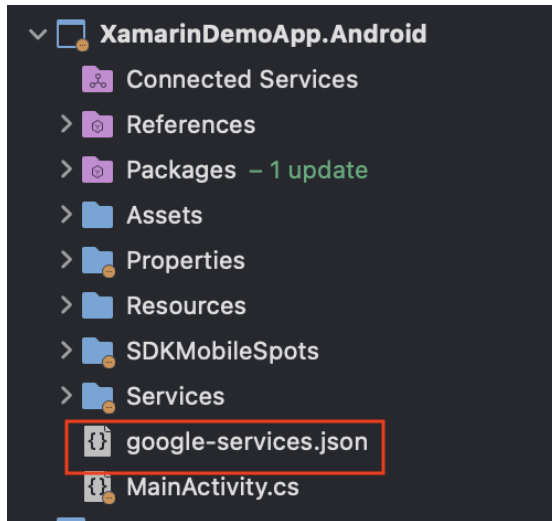 XamarinDemoApp.Android
Connected Services
References
Packages – 1 update
Assets
Properties
Resources
SDKMobileSpots
Services
google-services.json
MainActivity.cs